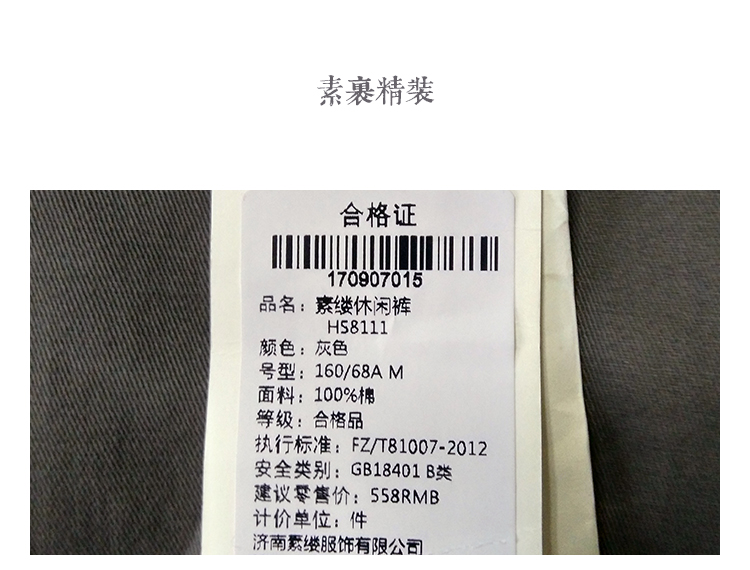 素裹精装
合格证
170907015
品名：素缕休闲裤
HS8111
颜色：灰色
号型：160/68A M
面料：100%棉
等级：合格品
执行标准：FZ/T81007-2012
安全类别：GB18401 B类
建议零售价：558RMB
计价单位：件
济南素缕服饰有限公司